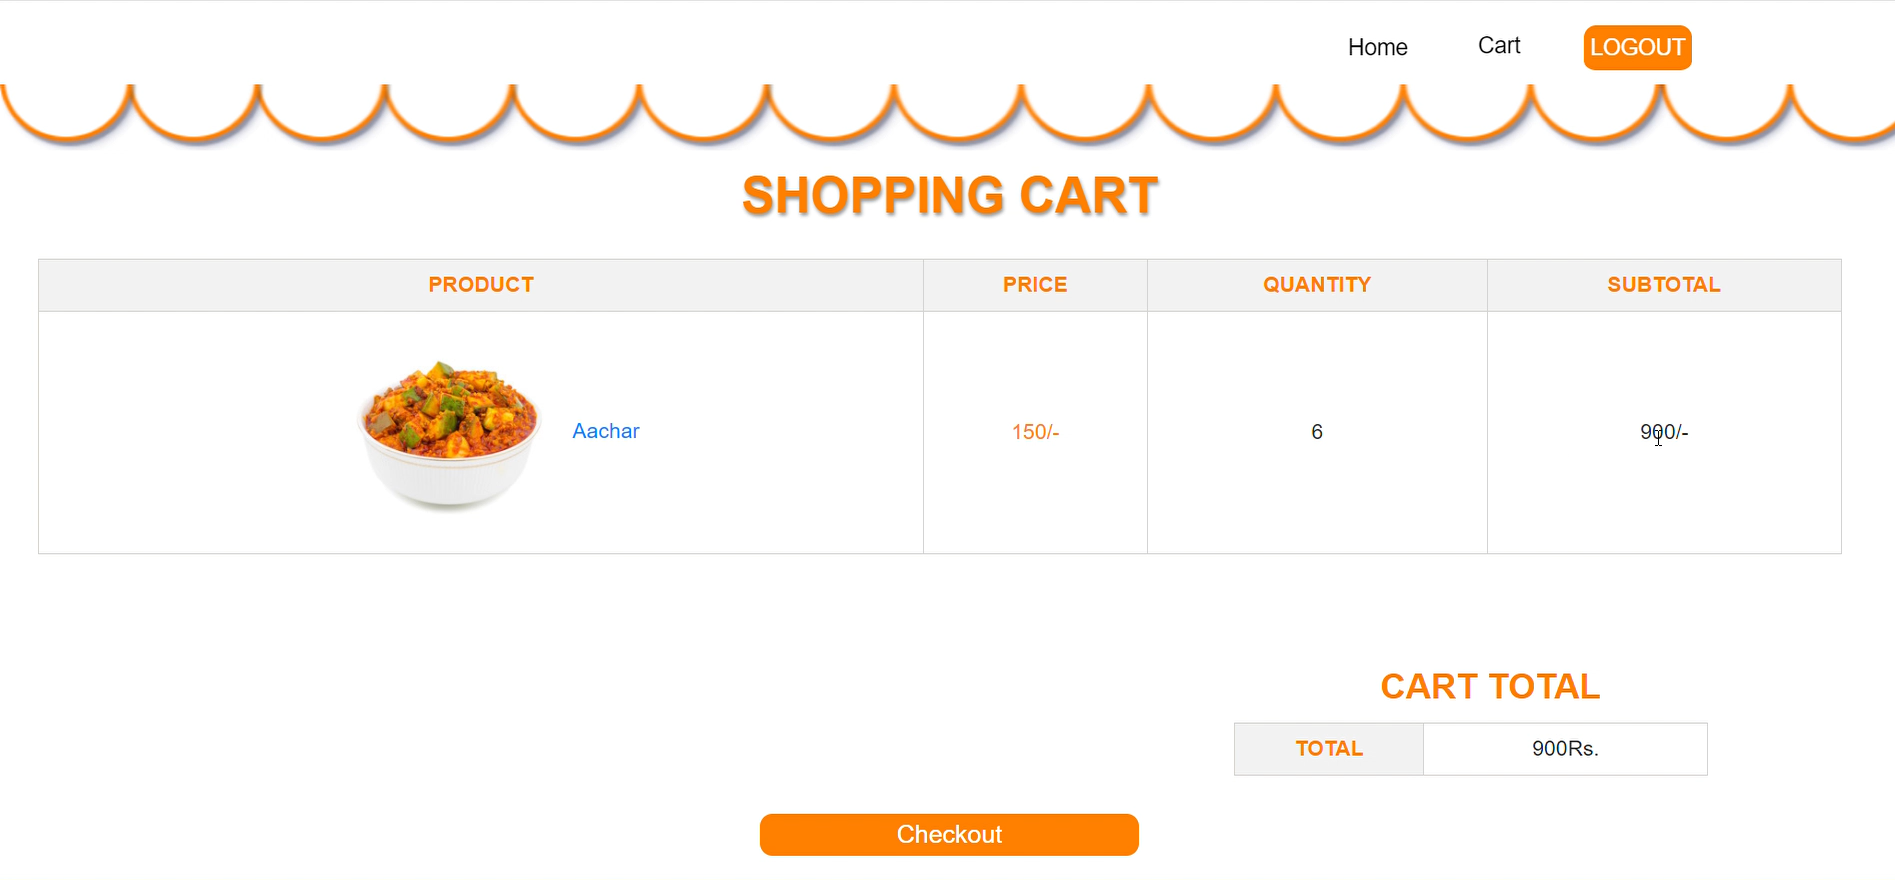 Home Cart LOGOUT
SHOPPING CART
PRODUCT PRICE QUANTITY SUBTOTAL
Aachar 150/- 6 900/-
CART TOTAL
TOTAL 900Rs.
Checkout